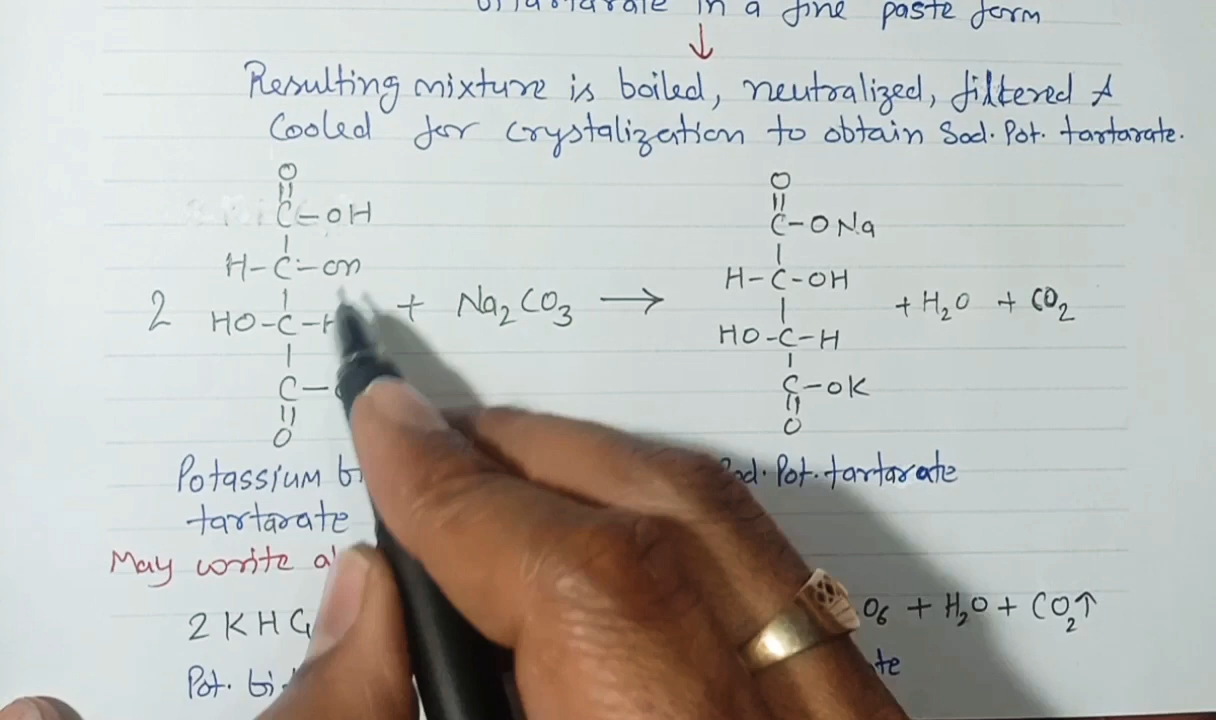 in a fine paste form
↓
Resulting mixture is boiled, neutralized, filtered &
Cooled for crystalization to obtain Sod. Pot. tartarate.
O
||
C-OH
H-C-OH
2 HO-C-H + Na2CO3 →
C-
||
O
O
||
C-ONa
H-C-OH
HO-C-H
C-OK
||
O
+ H2O + CO2
Potassium
tartarate
Pot. tartarate
May write
2 KH
O6 + H2O + CO2↑
Pot. bi